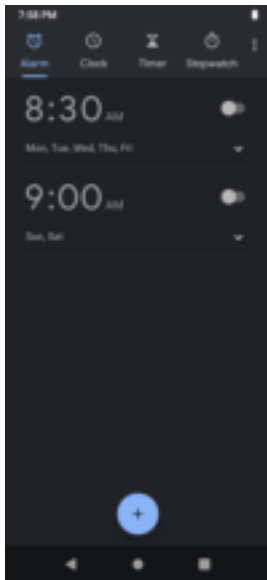 7:58 PM
Alarm Clock Timer Stopwatch
8:30 AM
Mon, Tue, Wed, Thu, Fri
9:00 AM
Sun, Sat